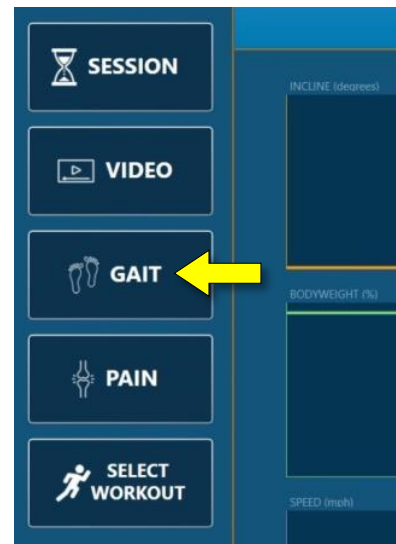 SESSION
VIDEO
GAIT
PAIN
SELECT
WORKOUT
INCLINE (degrees)
BODYWEIGHT (%)
SPEED (mph)